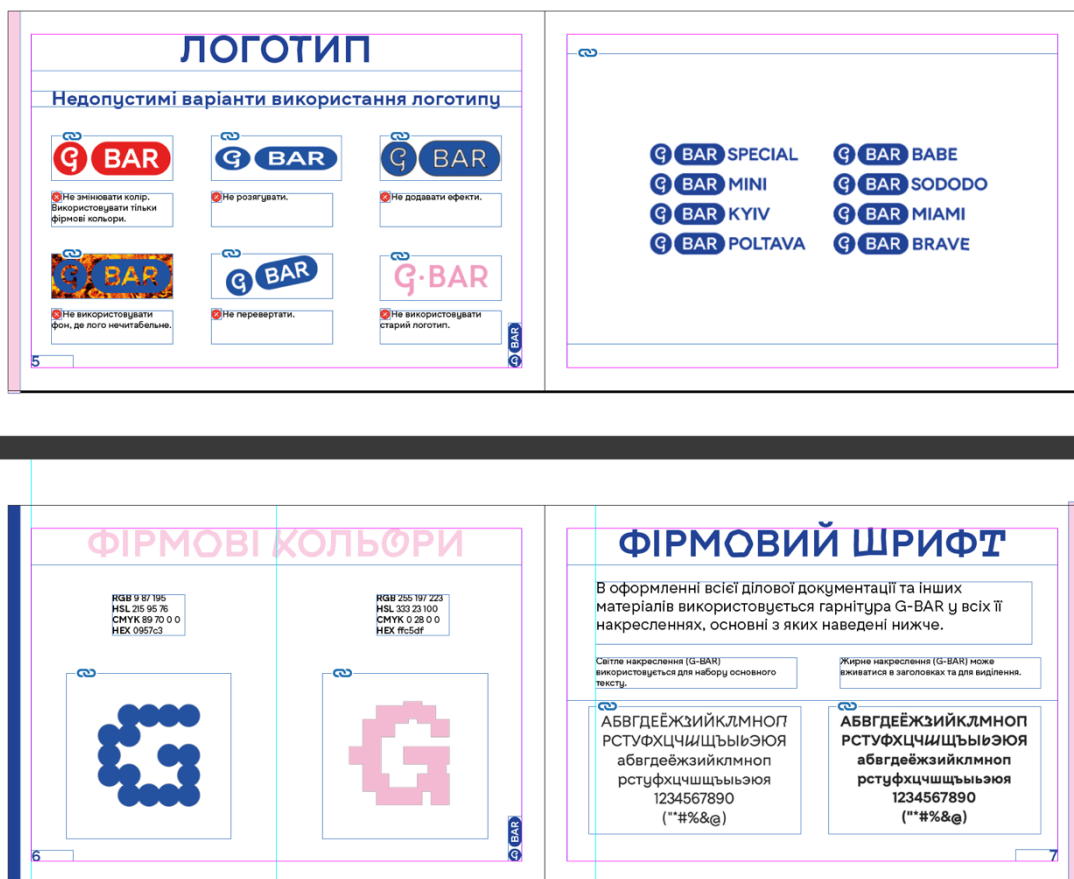 ЛОГОТИП
Недопустимі варіанти використання логотипу
G BAR
G BAR
G BAR
Не змінювати колір.
Використовувати тільки
фірмові кольори.
Не розягувати.
Не додавати ефекти.
G BAR
G BAR
G·BAR
Не використовувати
фон, де лого нечитабельне.
Не перевертати.
Не використовувати
старий логотип.
5
G BAR
G BAR SPECIAL
G BAR MINI
G BAR KYIV
G BAR POLTAVA
G BAR BABE
G BAR SODODO
G BAR MIAMI
G BAR BRAVE
ФІРМОВІ КОЛЬОРИ
RGB 9 87 195
HSL 215 95 76
CMYK 89 70 0 0
HEX 0957c3
RGB 255 197 223
HSL 333 23 100
CMYK 0 28 0 0
HEX ffc5df
G
G
6
G BAR
ФІРМОВИЙ ШРИФТ
В оформленні всієї ділової документації та інших
матеріалів використовується гарнітура G-BAR у всіх її
накресленнях, основні з яких наведені нижче.
Світле накреслення (G-BAR)
використовується для набору основного
тексту.
Жирне накреслення (G-BAR) може
вживатися в заголовках та для виділення.
АБВГДЕЁЖЗИЙКЛМНОП
РСТУФХЦЧШЩЪЫЬЭЮЯ
абвгдеёжзийклмноп
рстуфхцчшщъыьэюя
1234567890
("*#%&@)
АБВГДЕЁЖЗИЙКЛМНОП
РСТУФХЦЧШЩЪЫЬЭЮЯ
абвгдеёжзийклмноп
рстуфхцчшщъыьэюя
1234567890
("*#%&@)
7